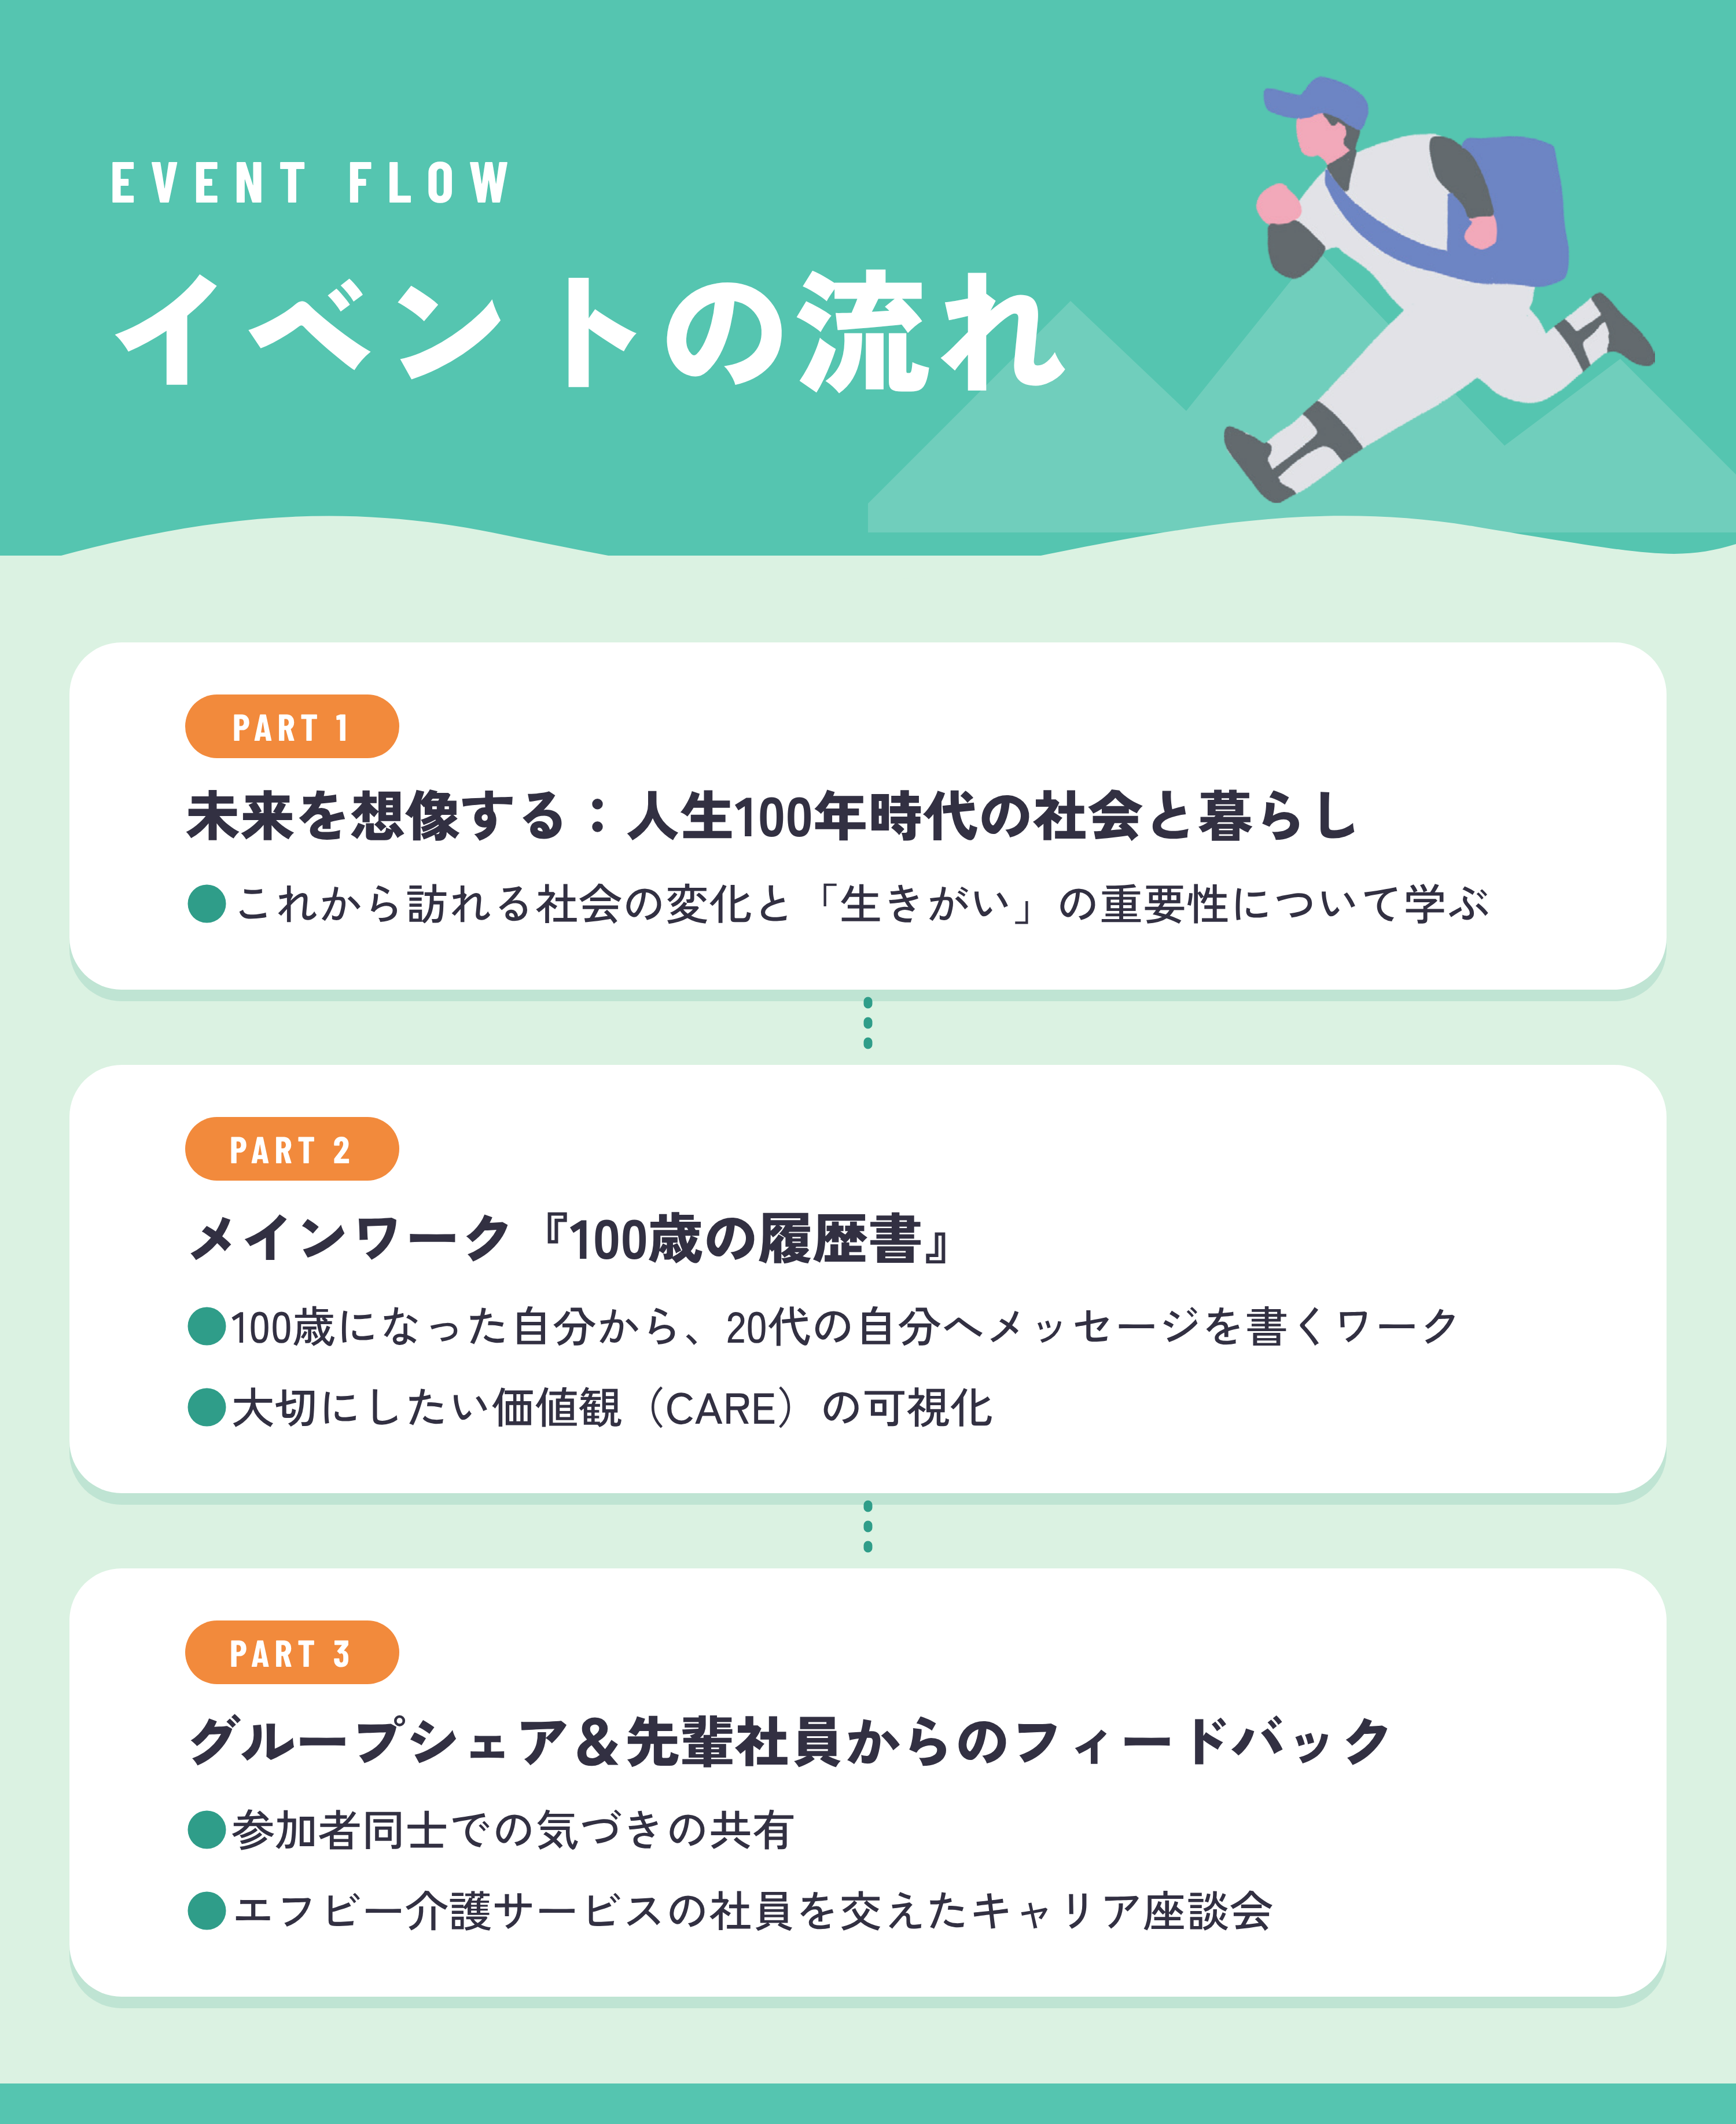 EVENT FLOW
イベントの流れ
PART 1
未来を想像する：人生100年時代の社会と暮らし
●これから訪れる社会の変化と「生きがい」の重要性について学ぶ
PART 2
メインワーク『100歳の履歴書』
●100歳になった自分から、20代の自分へメッセージを書くワーク
●大切にしたい価値観（CARE）の可視化
PART 3
グループシェア＆先輩社員からのフィードバック
●参加者同士での気づきの共有
●エフビー介護サービスの社員を交えたキャリア座談会